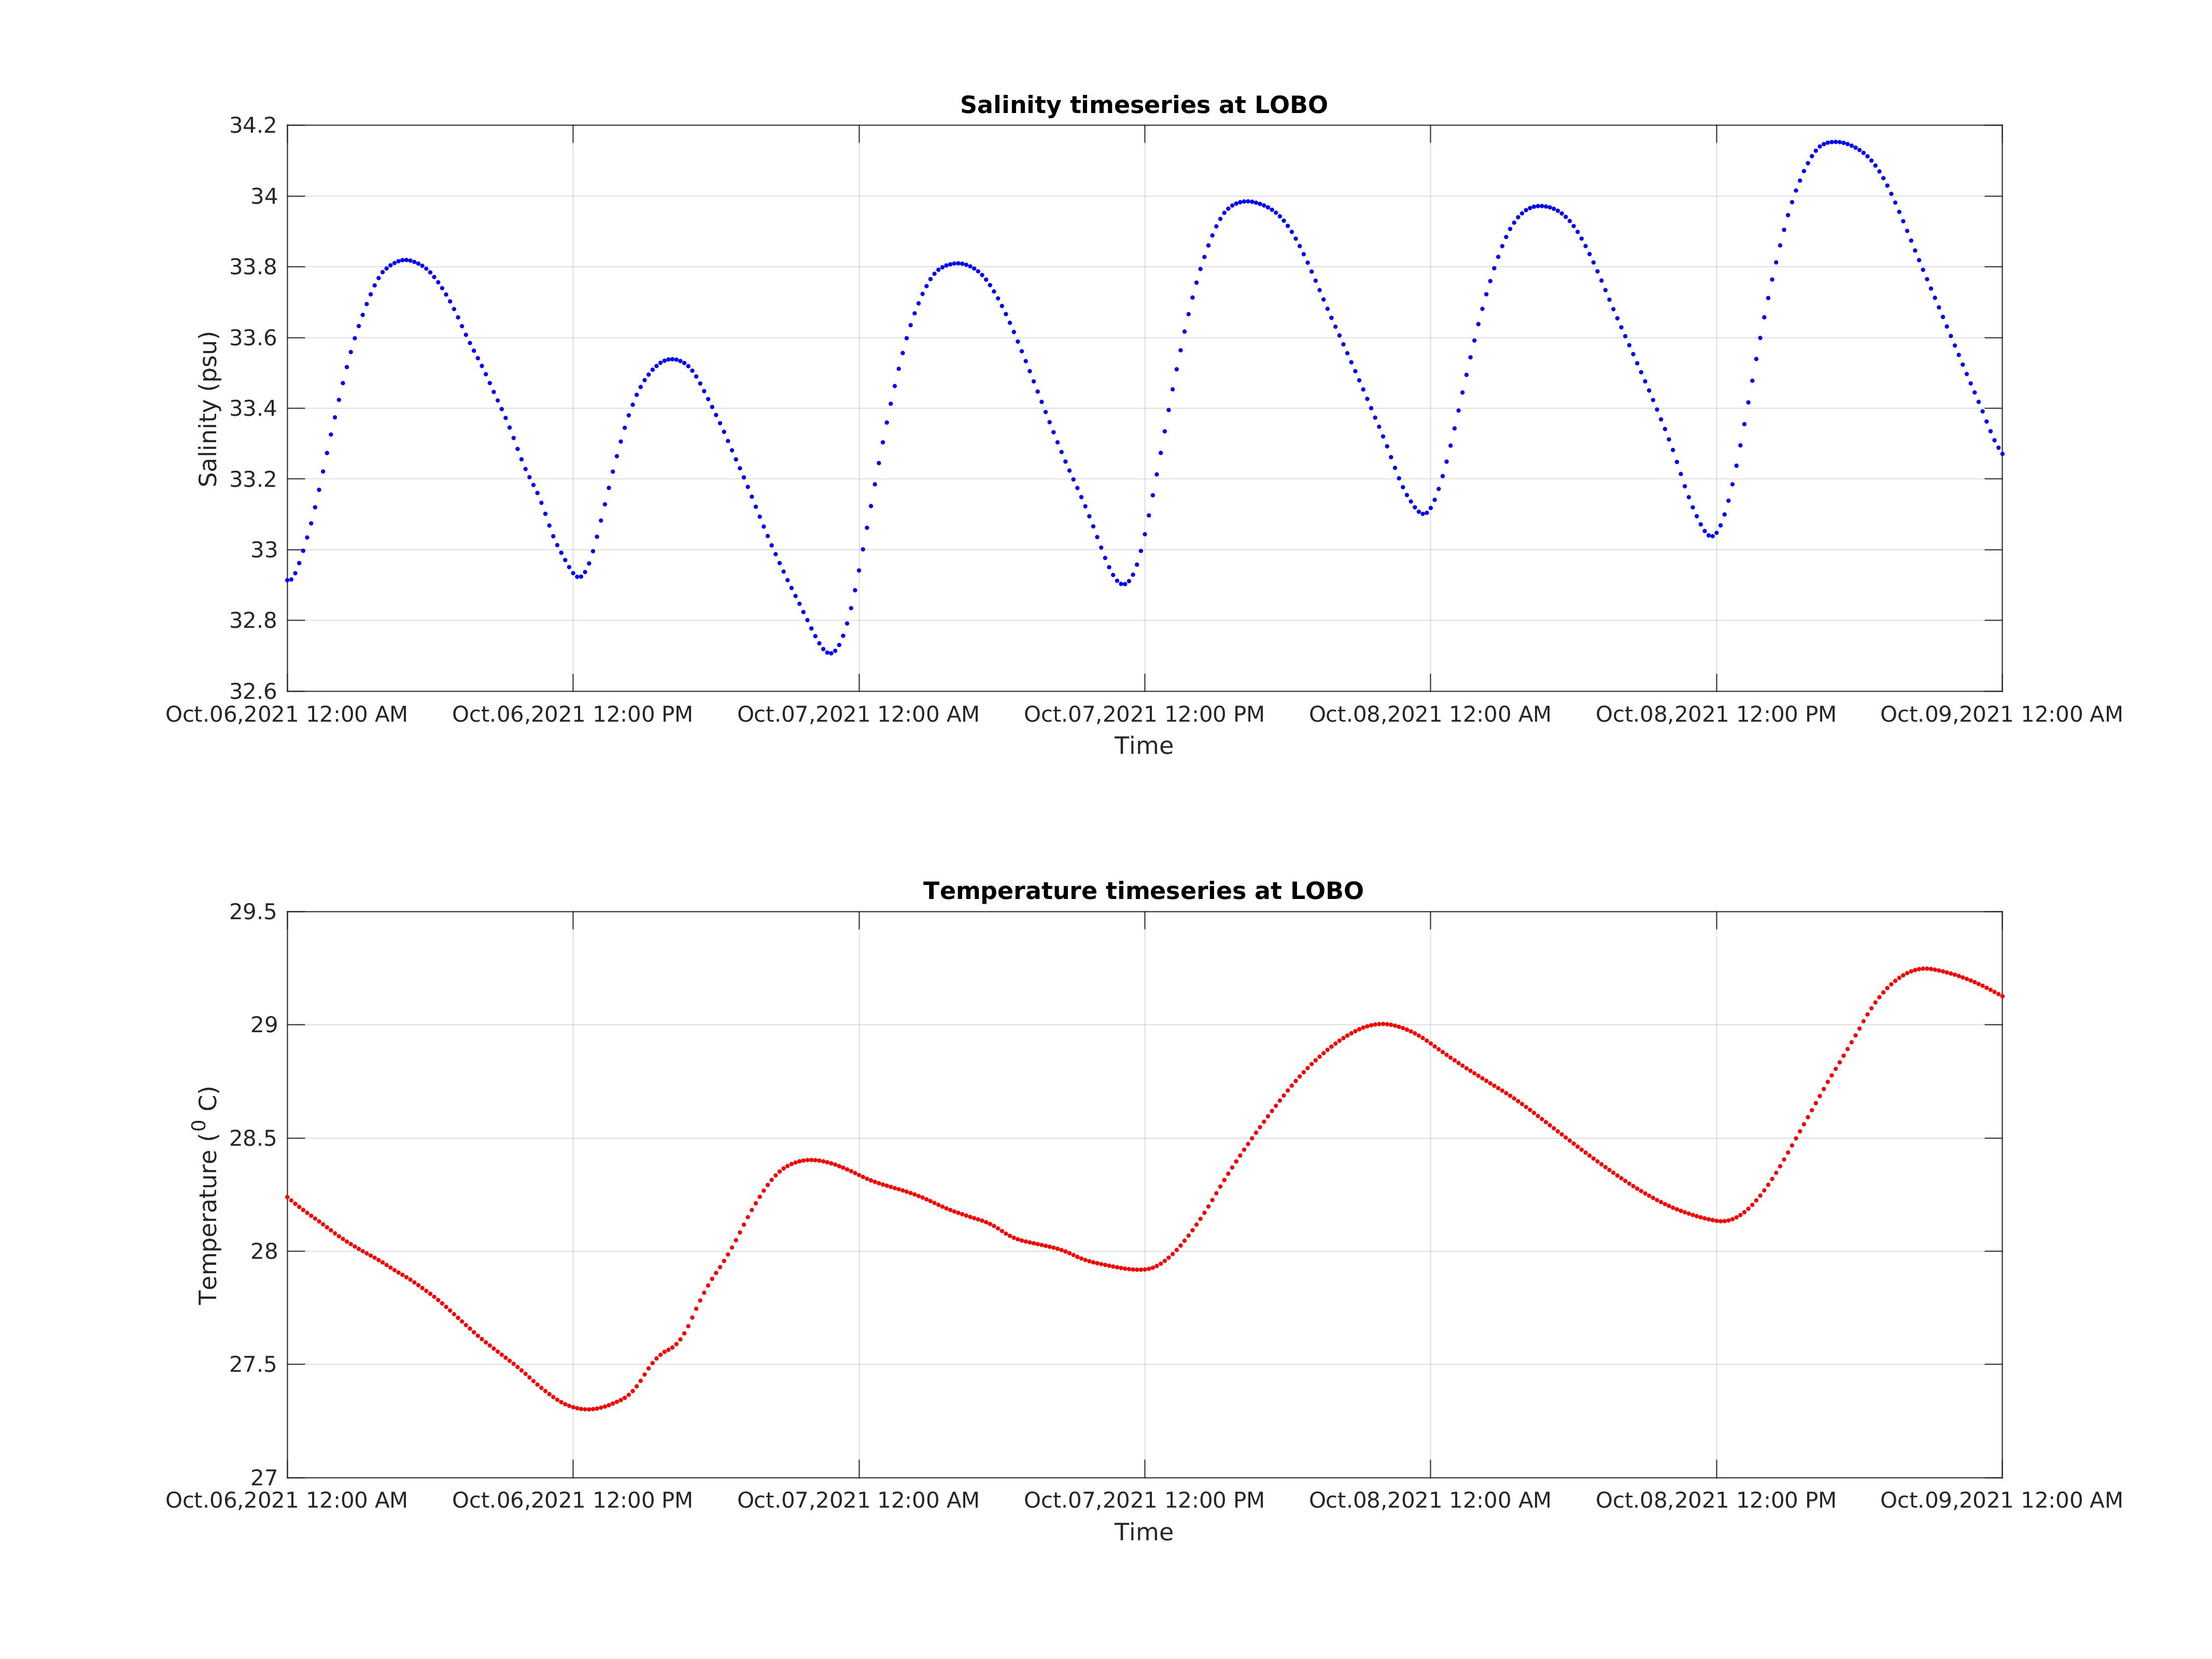 Salinity timeseries at LOBO
34.2
34
33.8
33.6
33.4
33.2
33
32.8
32.6
Salinity (psu)
Oct.06,2021 12:00 AM Oct.06,2021 12:00 PM Oct.07,2021 12:00 AM Oct.07,2021 12:00 PM Oct.08,2021 12:00 AM Oct.08,2021 12:00 PM Oct.09,2021 12:00 AM
Time
Temperature timeseries at LOBO
29.5
29
28.5
28
27.5
27
Temperature (⁰ C)
Oct.06,2021 12:00 AM Oct.06,2021 12:00 PM Oct.07,2021 12:00 AM Oct.07,2021 12:00 PM Oct.08,2021 12:00 AM Oct.08,2021 12:00 PM Oct.09,2021 12:00 AM
Time